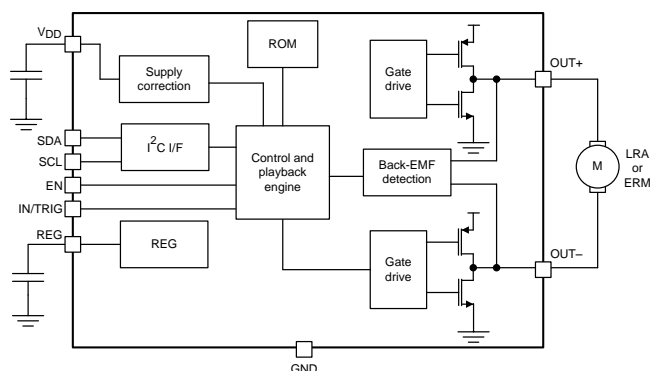 VDD
Supply
correction
ROM
Gate
drive
OUT+
SDA
SCL
I²C I/F
EN
IN/TRIG
Control and
playback
engine
Back-EMF
detection
M
LRA
or
ERM
REG
REG
Gate
drive
OUT–
GND